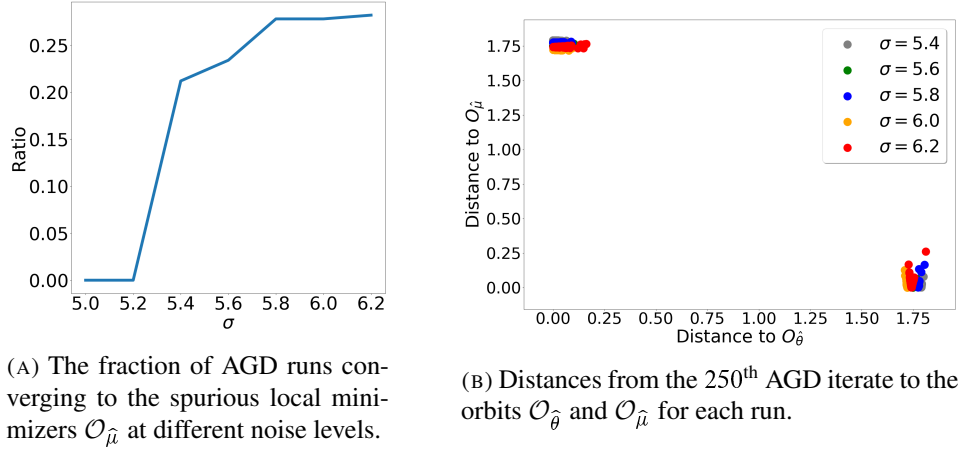 0.25
0.20
0.15
0.10
0.05
0.00
Ratio
5.0 5.2 5.4 5.6 5.8 6.0 6.2
σ
(A) The fraction of AGD runs con-
verging to the spurious local mini-
mizers 𝒪_μ̂ at different noise levels.
1.75
1.50
1.25
1.00
0.75
0.50
0.25
0.00
Distance to O_μ̂
σ = 5.4
σ = 5.6
σ = 5.8
σ = 6.0
σ = 6.2
0.00 0.25 0.50 0.75 1.00 1.25 1.50 1.75
Distance to O_θ̂
(B) Distances from the 250th AGD iterate to the
orbits 𝒪_θ̂ and 𝒪_μ̂ for each run.